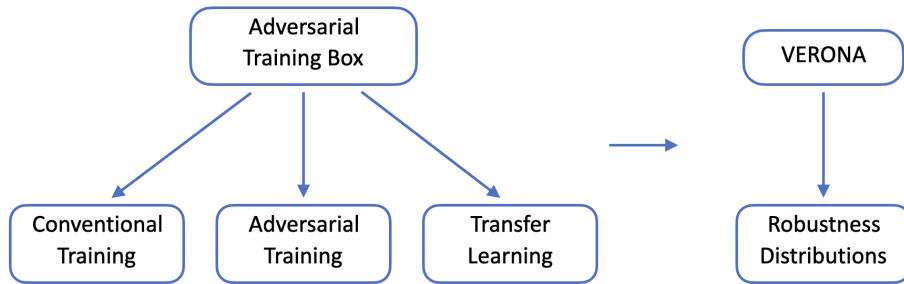 Adversarial
Training Box
VERONA
Conventional
Training
Adversarial
Training
Transfer
Learning
Robustness
Distributions